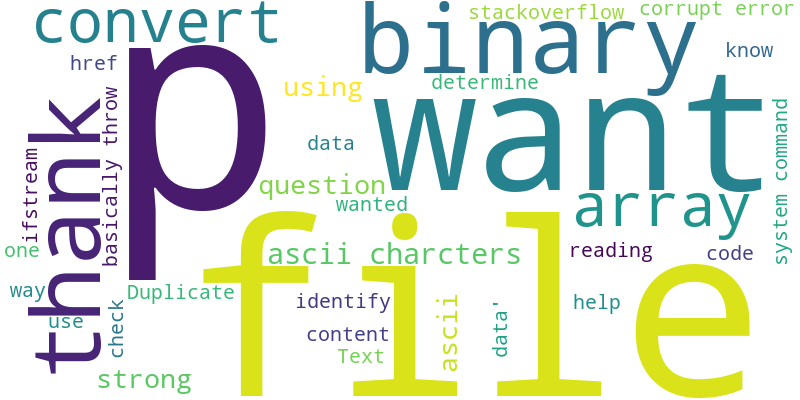 convert
stackoverflow
corrupt error
binary
know
href
p
want
using
determine
thank
basically throw
system command
data
ifstream
question
wanted
array
one
ascii charcters
reading
code
file
way
Duplicate
identify
help
use
check
content
ascii
data'
Text
strong